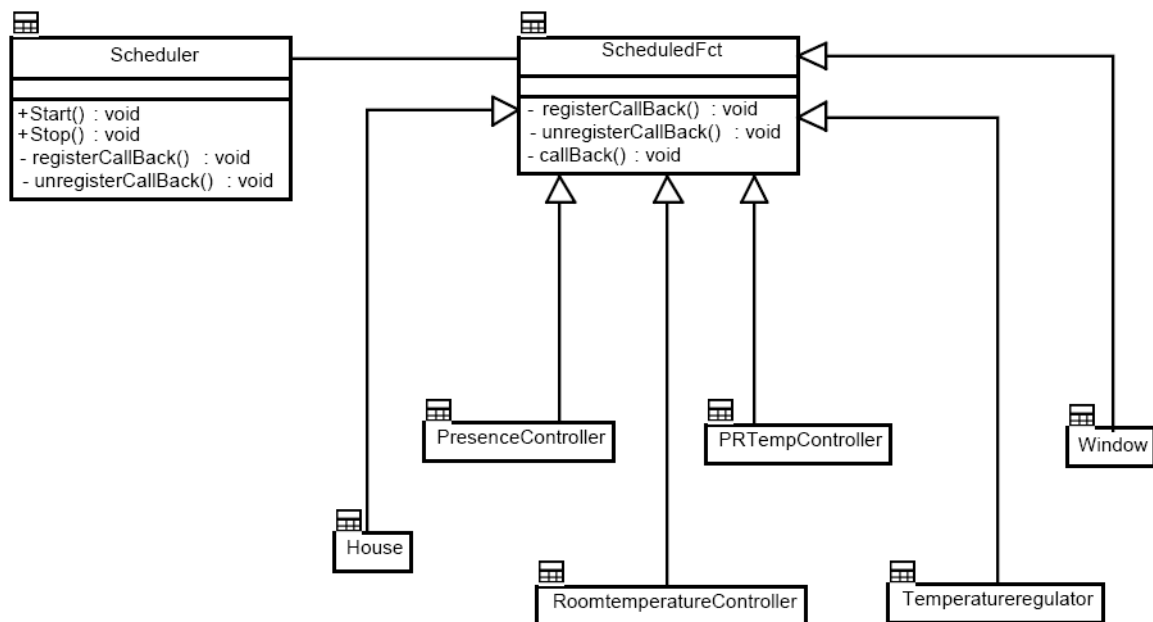 Scheduler
+Start() : void
+Stop() : void
- registerCallBack() : void
- unregisterCallBack() : void
ScheduledFct
- registerCallBack() : void
- unregisterCallBack() : void
- callBack() : void
PresenceController
PRTempController
Window
House
RoomtemperatureController
Temperatureregulator